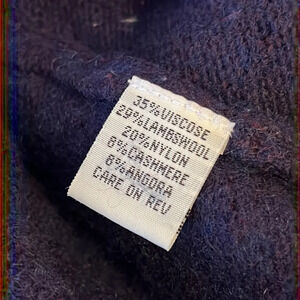 35%VISCOSE
29%LAMBSWOOL
20%NYLON
8%CASHMERE
8%ANGORA
CARE ON REV